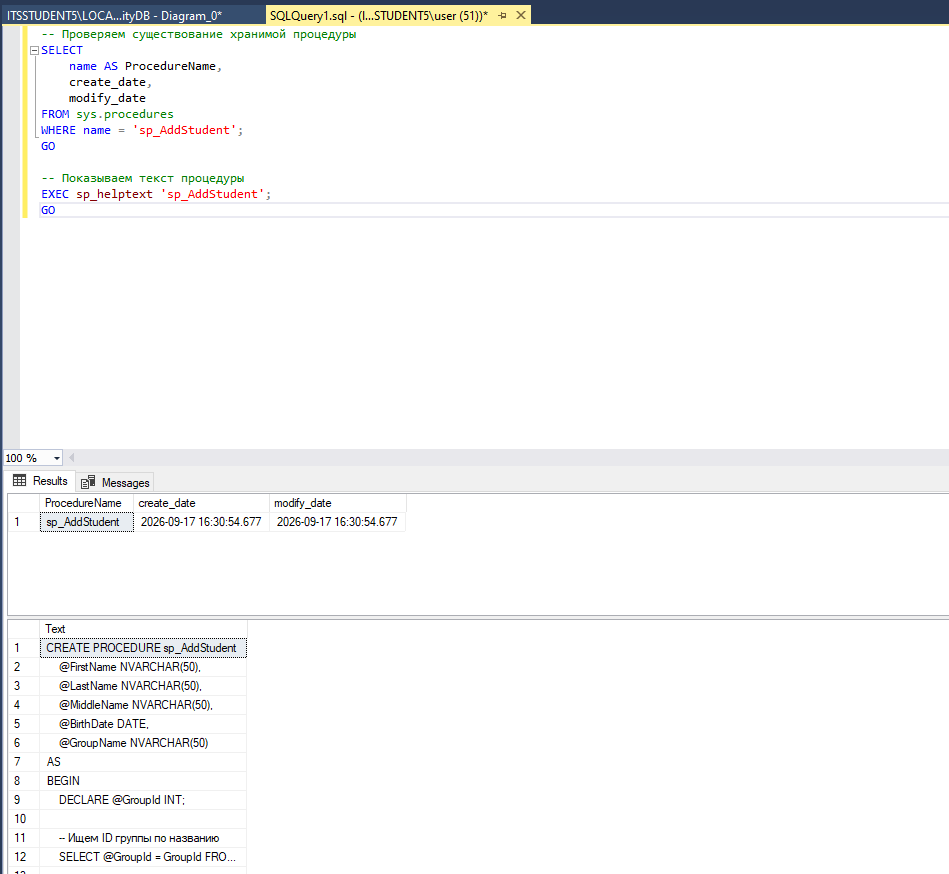 ITSSTUDENT5\LOCA...ityDB - Diagram_0*
SQLQuery1.sql - (l...STUDENT5\user (51))*
-- Проверяем существование хранимой процедуры
SELECT
name AS ProcedureName,
create_date,
modify_date
FROM sys.procedures
WHERE name = 'sp_AddStudent';
GO
-- Показываем текст процедуры
EXEC sp_helptext 'sp_AddStudent';
GO
100 %
Results
Messages
ProcedureName create_date modify_date
1 sp_AddStudent 2026-09-17 16:30:54.677 2026-09-17 16:30:54.677
Text
1 CREATE PROCEDURE sp_AddStudent
2 @FirstName NVARCHAR(50),
3 @LastName NVARCHAR(50),
4 @MiddleName NVARCHAR(50),
5 @BirthDate DATE,
6 @GroupName NVARCHAR(50)
7 AS
8 BEGIN
9 DECLARE @GroupId INT;
10
11 -- Ищем ID группы по названию
12 SELECT @GroupId = GroupId FRO...